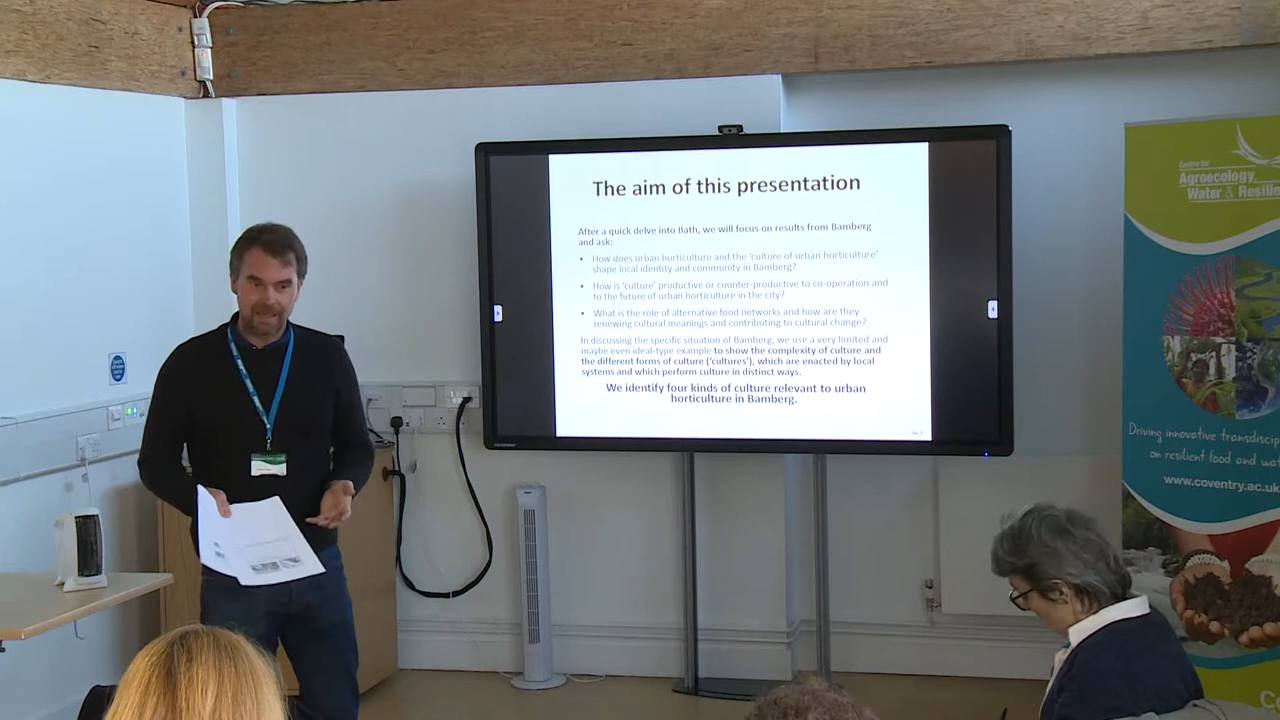 The aim of this presentation
After a quick delve into Bath, we will focus on results from Bamberg
and ask:
• How does urban horticulture and the 'culture of urban horticulture'
shape local identity and community in Bamberg?
• How is 'culture' productive or counter-productive to co-operation and
to the future of urban horticulture in the city?
• What is the role of alternative food networks and how are they
renewing cultural meanings and contributing to cultural change?
In discussing the specific situation of Bamberg, we use a very limited and
maybe even ideal-type example to show the complexity of culture and
the different forms of culture ('cultures'), which are enacted by local
systems and which perform culture in distinct ways.
We identify four kinds of culture relevant to urban
horticulture in Bamberg.
Centre for
Agroecology,
Water & Resilie
Driving innovative transdiscip
on resilient food and wat
www.coventry.ac.uk